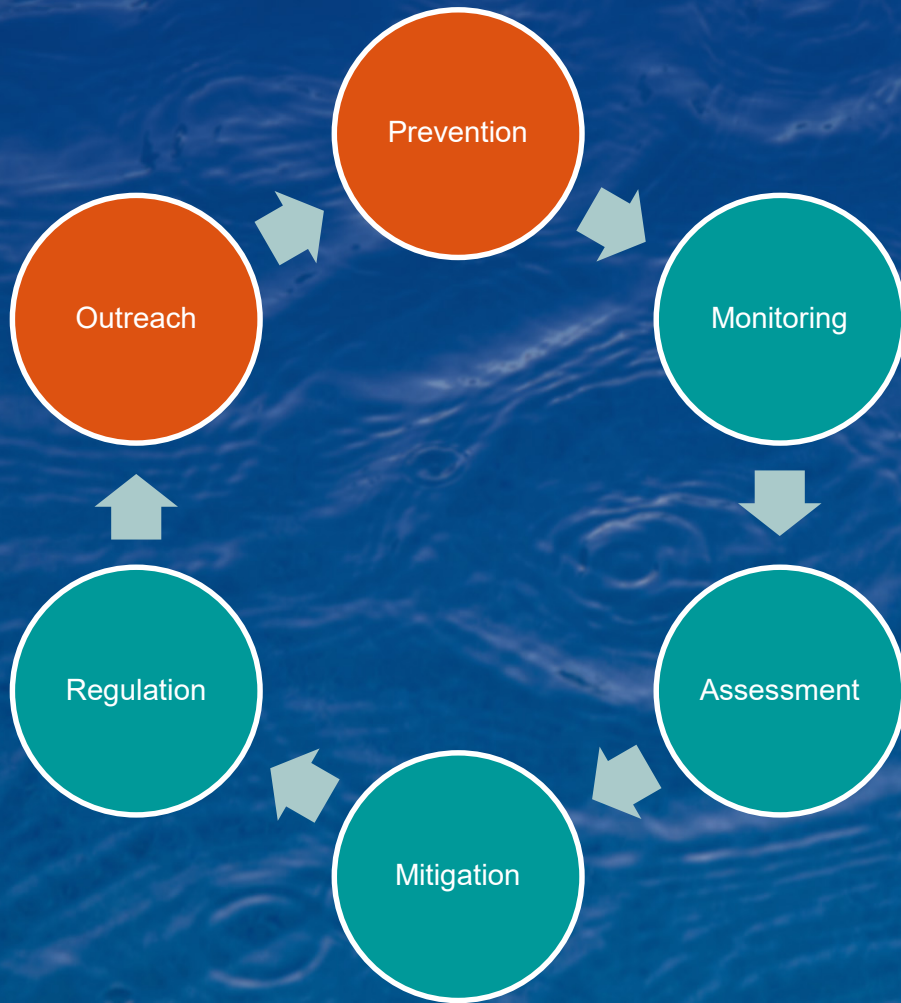 Prevention
Monitoring
Assessment
Mitigation
Regulation
Outreach